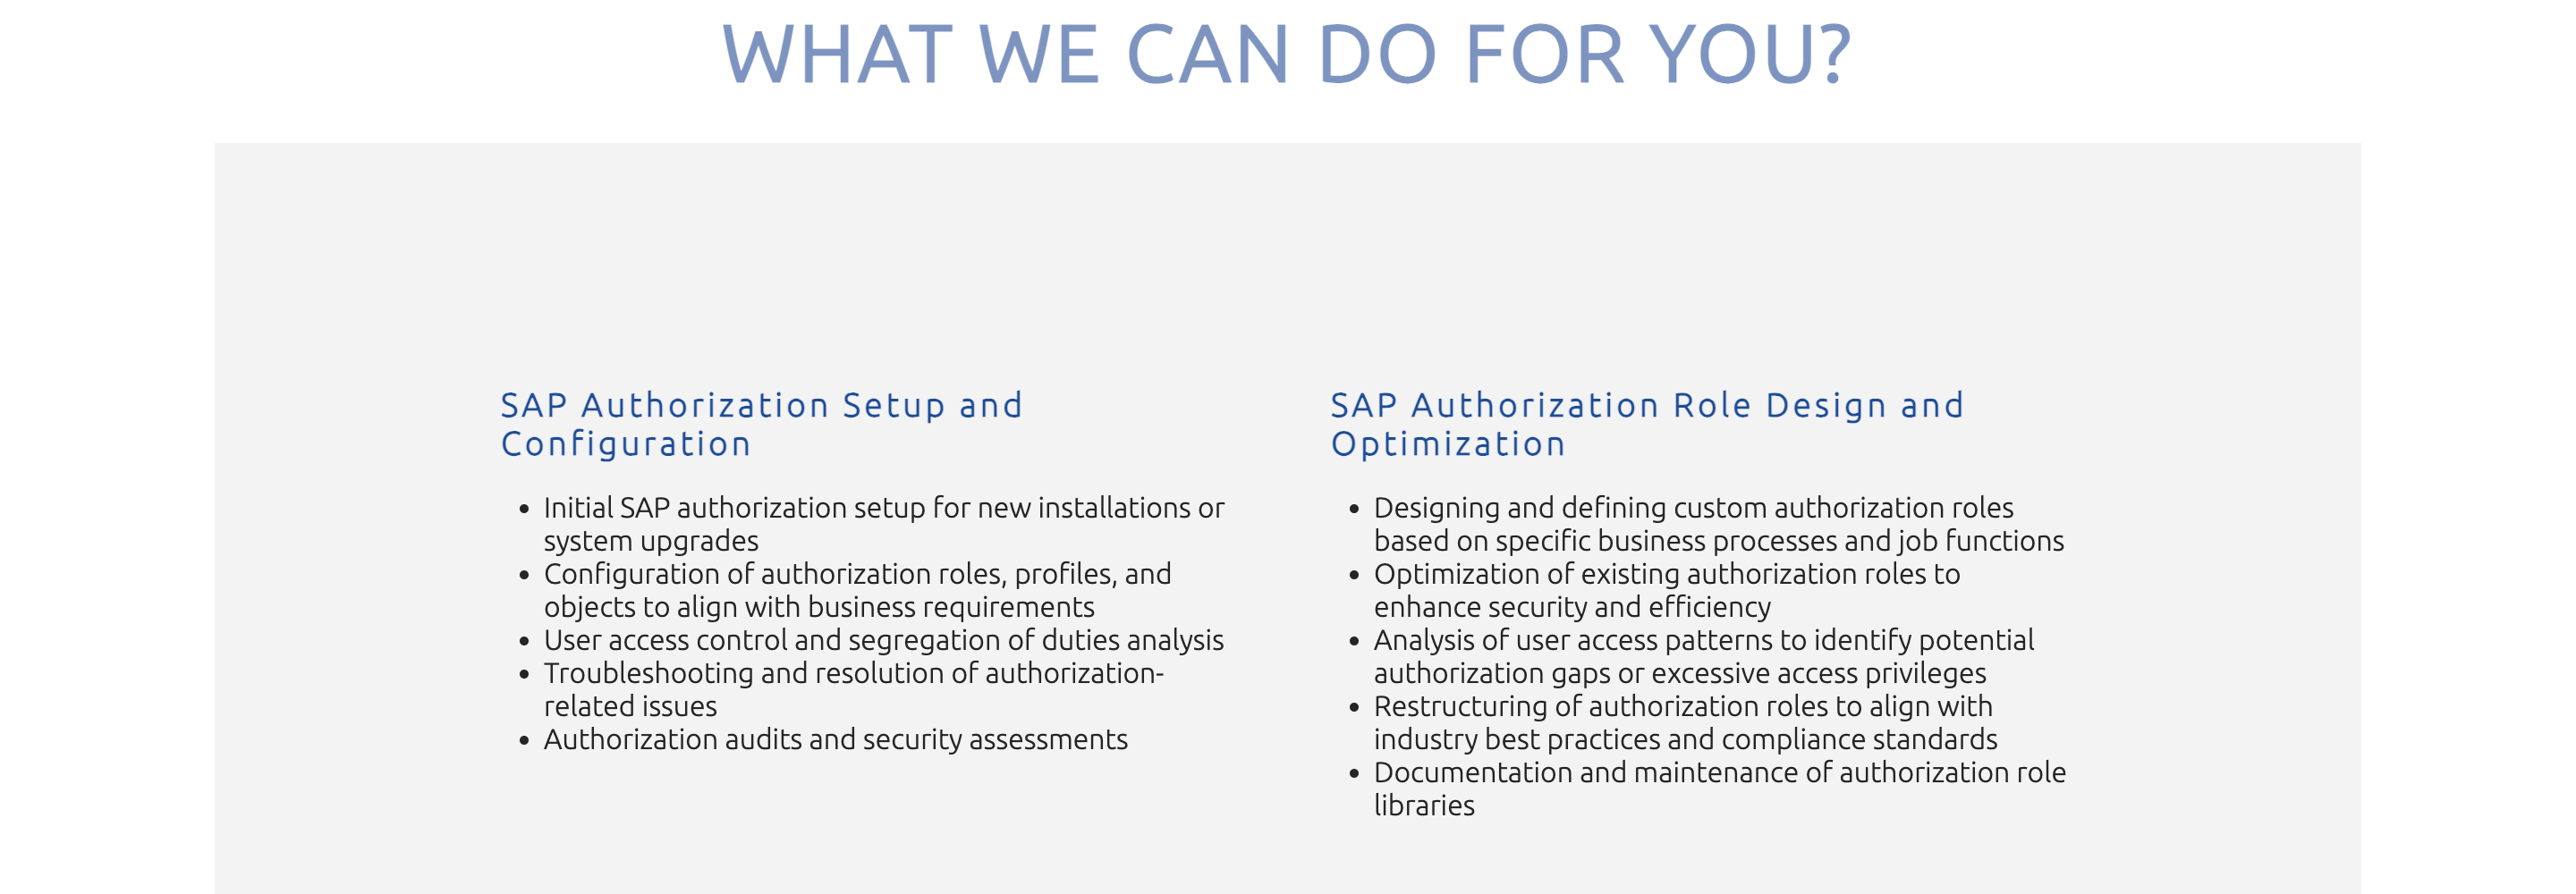 WHAT WE CAN DO FOR YOU?
SAP Authorization Setup and
Configuration
• Initial SAP authorization setup for new installations or
system upgrades
• Configuration of authorization roles, profiles, and
objects to align with business requirements
• User access control and segregation of duties analysis
• Troubleshooting and resolution of authorization-
related issues
• Authorization audits and security assessments
SAP Authorization Role Design and
Optimization
• Designing and defining custom authorization roles
based on specific business processes and job functions
• Optimization of existing authorization roles to
enhance security and efficiency
• Analysis of user access patterns to identify potential
authorization gaps or excessive access privileges
• Restructuring of authorization roles to align with
industry best practices and compliance standards
• Documentation and maintenance of authorization role
libraries